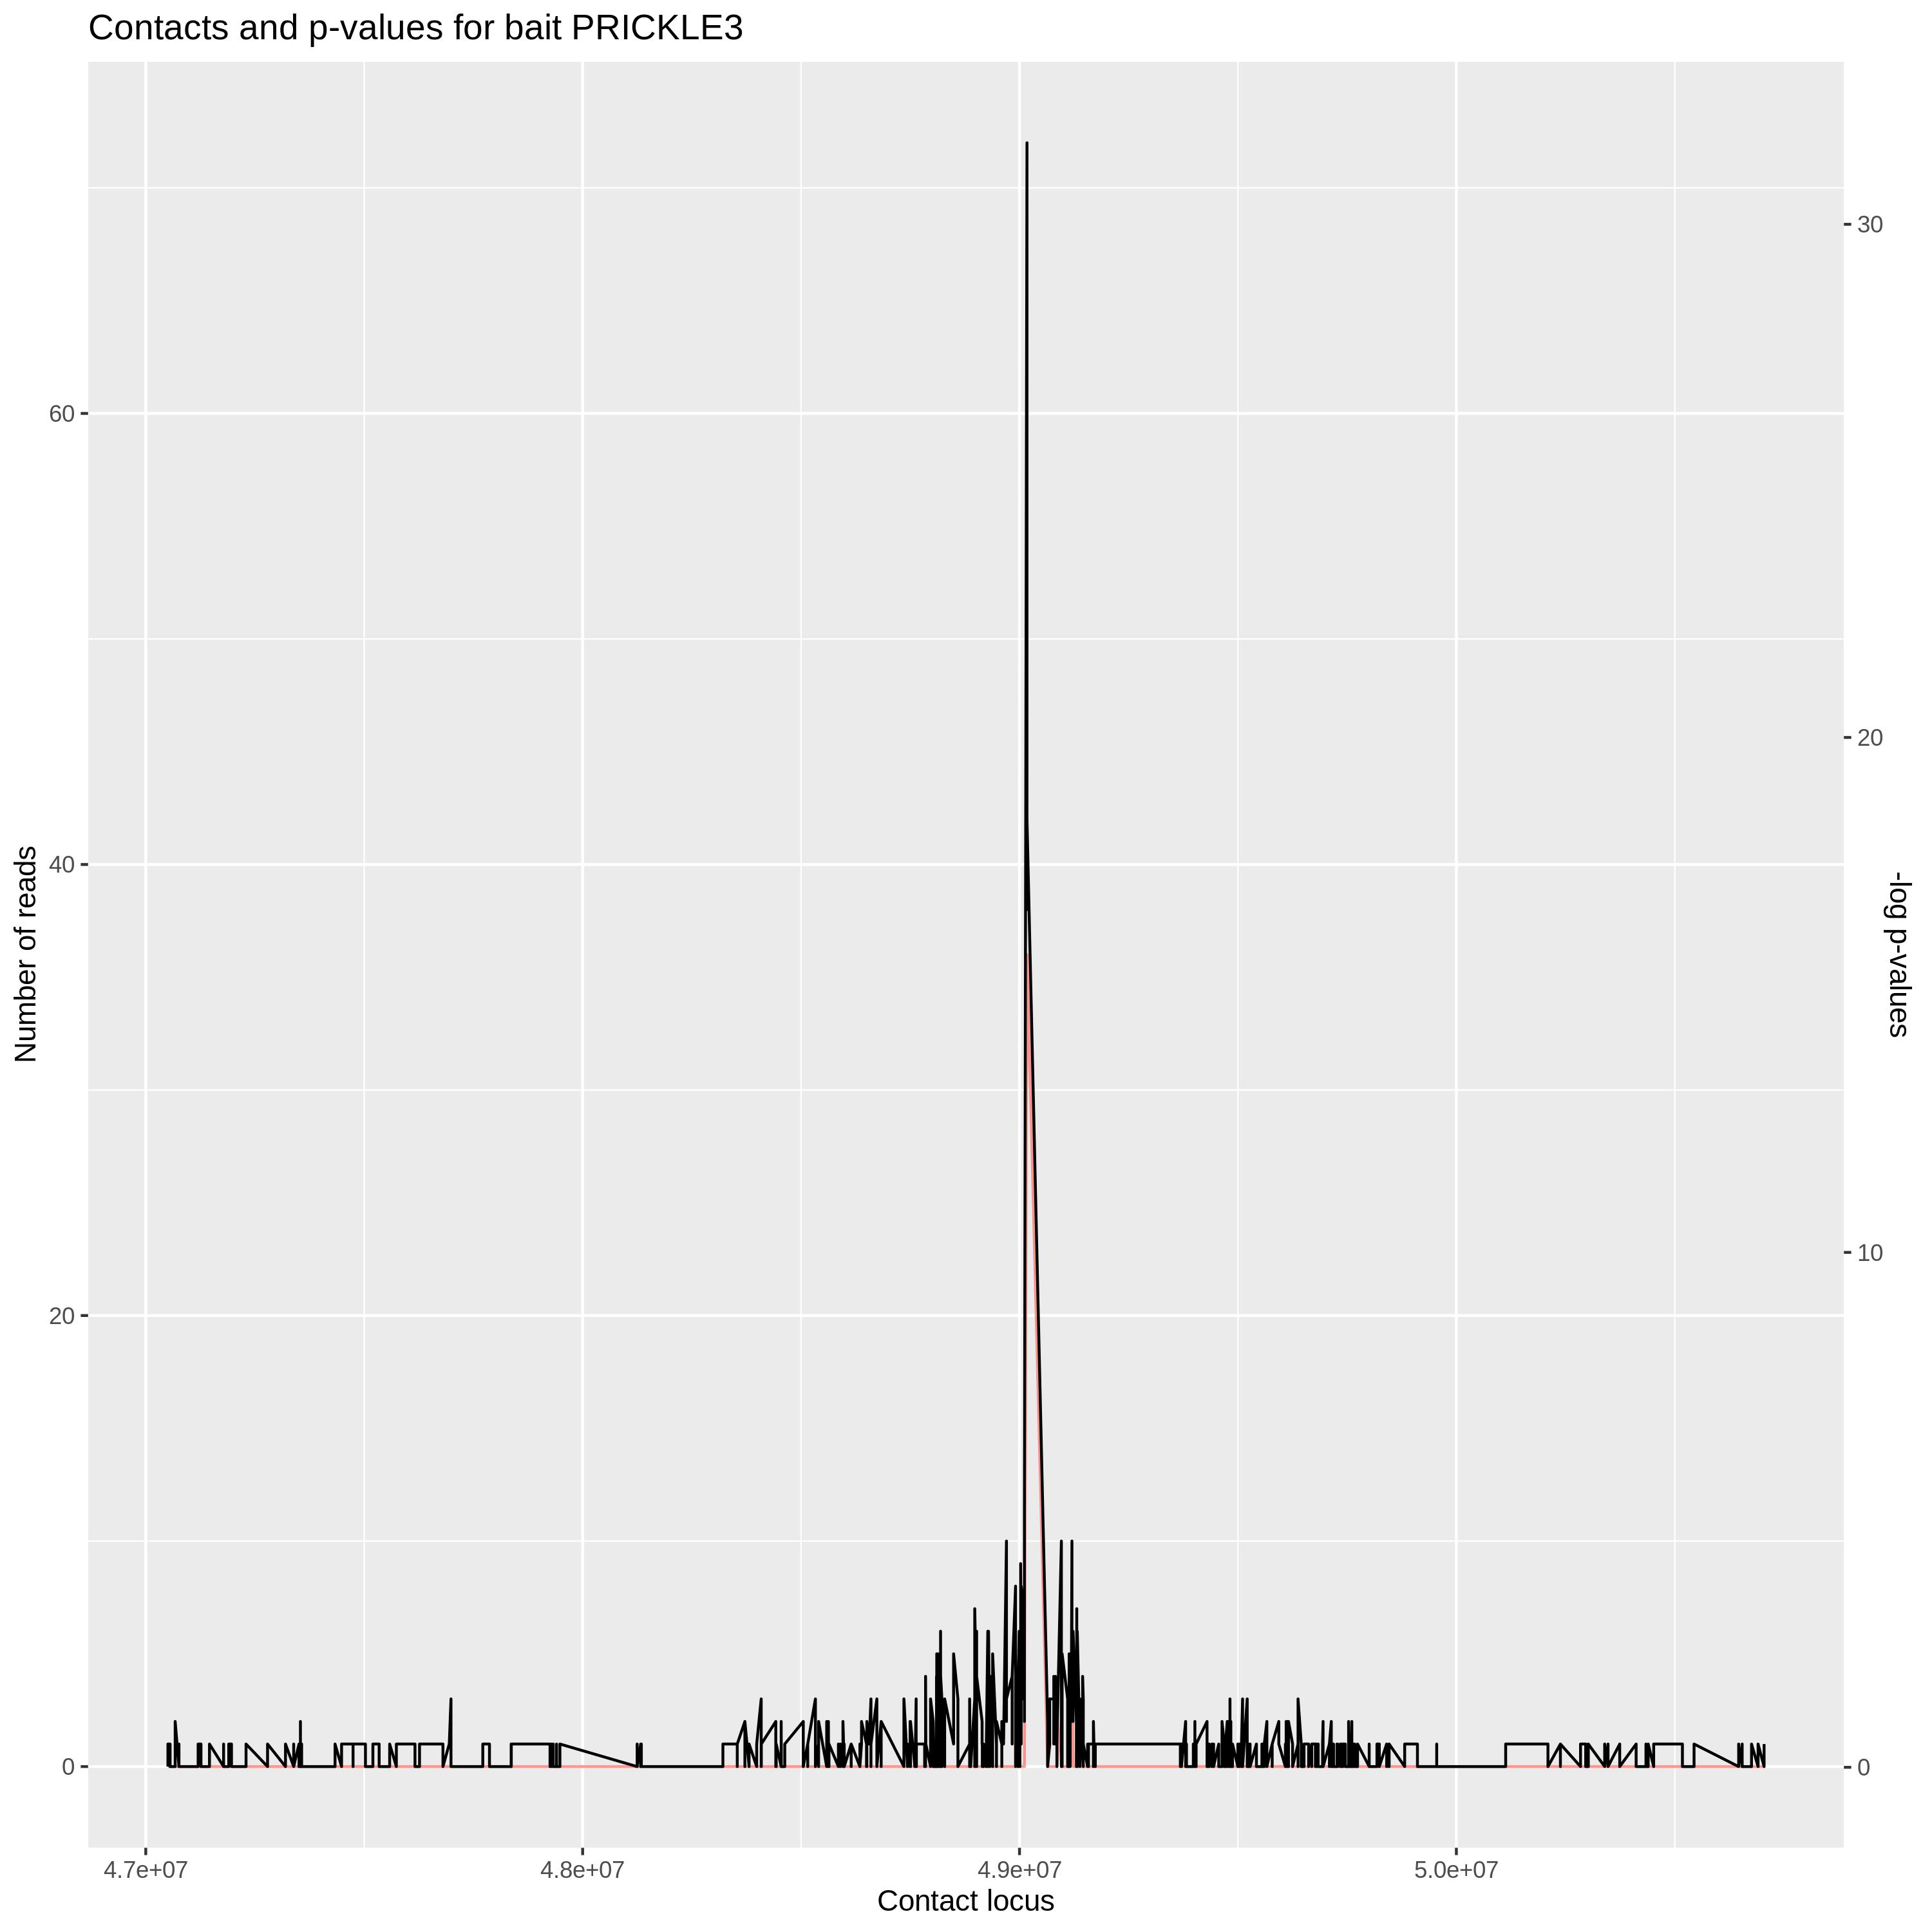 Contacts and p-values for bait PRICKLE3
30
60
20
40
Number of reads
-log p-values
10
20
0
0
4.7e+07
4.8e+07
4.9e+07
5.0e+07
Contact locus